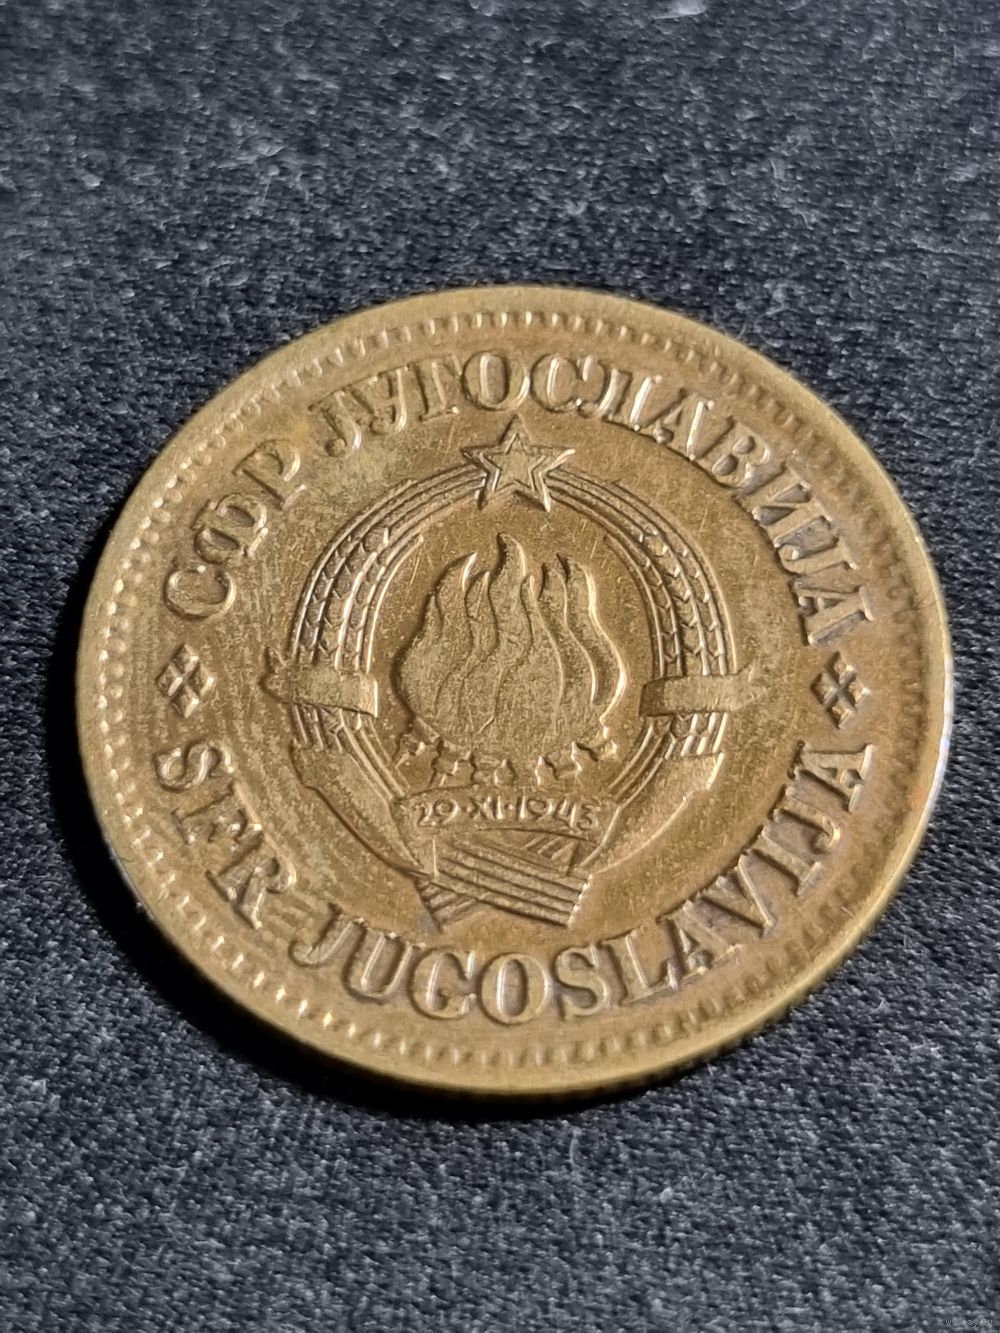 СФР ЈУГОСЛАВИЈА
29·XI·1943
SFR JUGOSLAVIJA